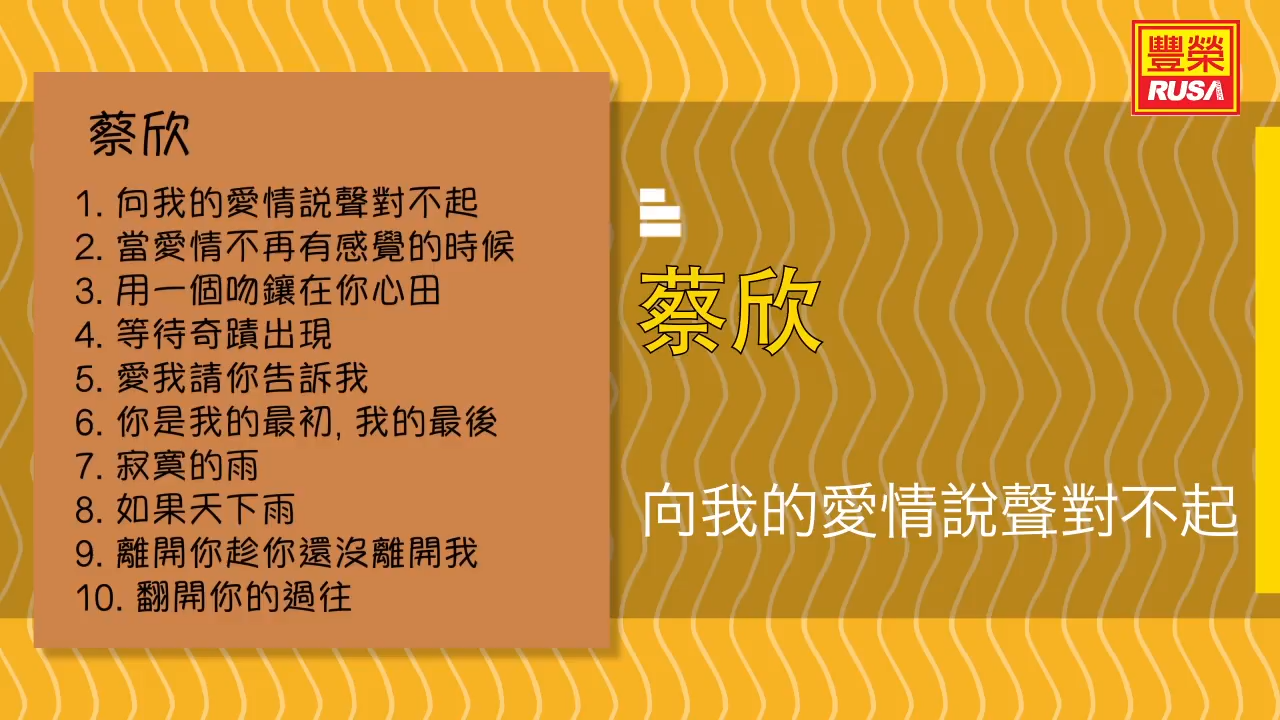 蔡欣
1. 向我的愛情説聲對不起
2. 當愛情不再有感覺的時候
3. 用一個吻鑲在你心田
4. 等待奇蹟出現
5. 愛我請你告訴我
6. 你是我的最初, 我的最後
7. 寂寞的雨
8. 如果天下雨
9. 離開你趁你還沒離開我
10. 翻開你的過往
豐榮
RUSA
蔡欣
向我的愛情說聲對不起